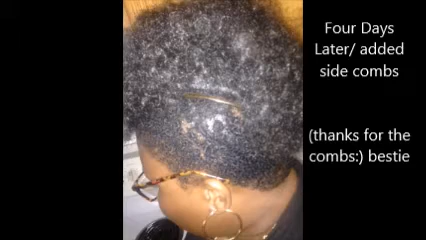 Four Days
Later/ added
side combs
(thanks for the
combs:) bestie